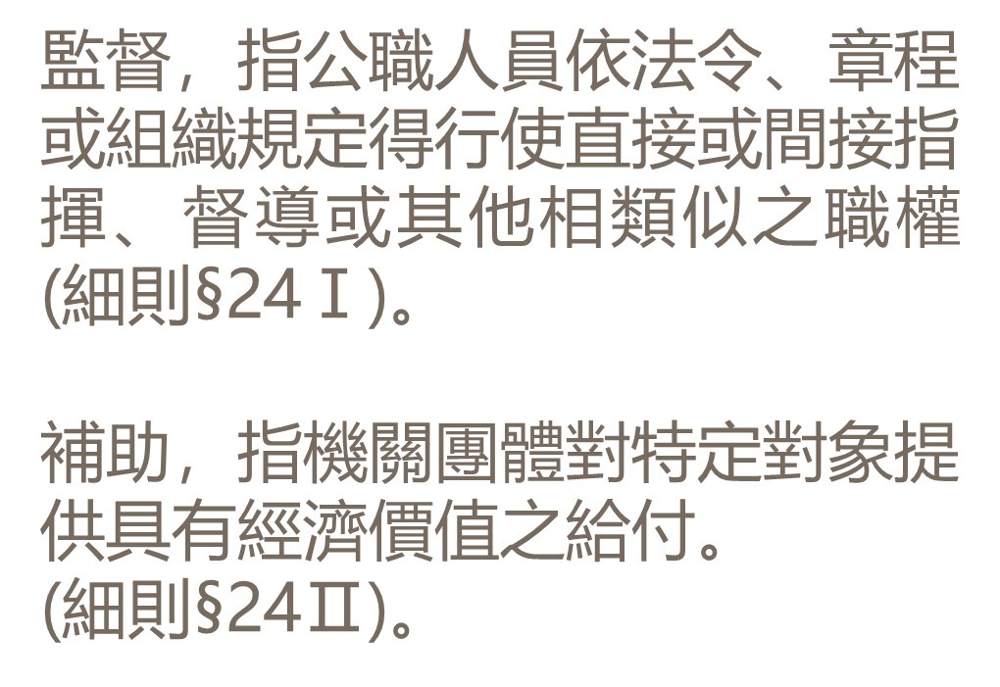 監督，指公職人員依法令、章程
或組織規定得行使直接或間接指
揮、督導或其他相類似之職權
(細則§24Ⅰ)。
補助，指機關團體對特定對象提
供具有經濟價值之給付。
(細則§24Ⅱ)。